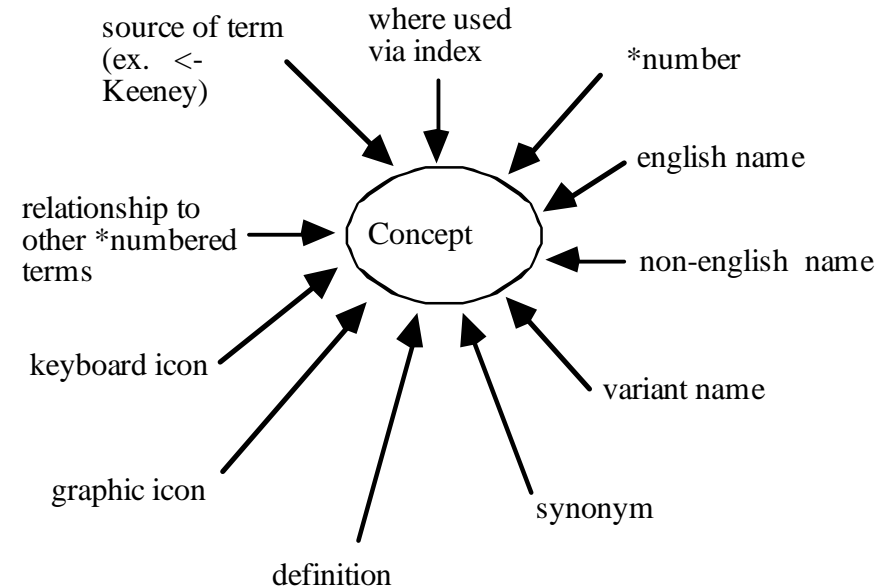 source of term
(ex. <-
Keeney)
where used
via index
*number
english name
relationship to
other *numbered
terms
Concept
non-english name
keyboard icon
variant name
graphic icon
synonym
definition